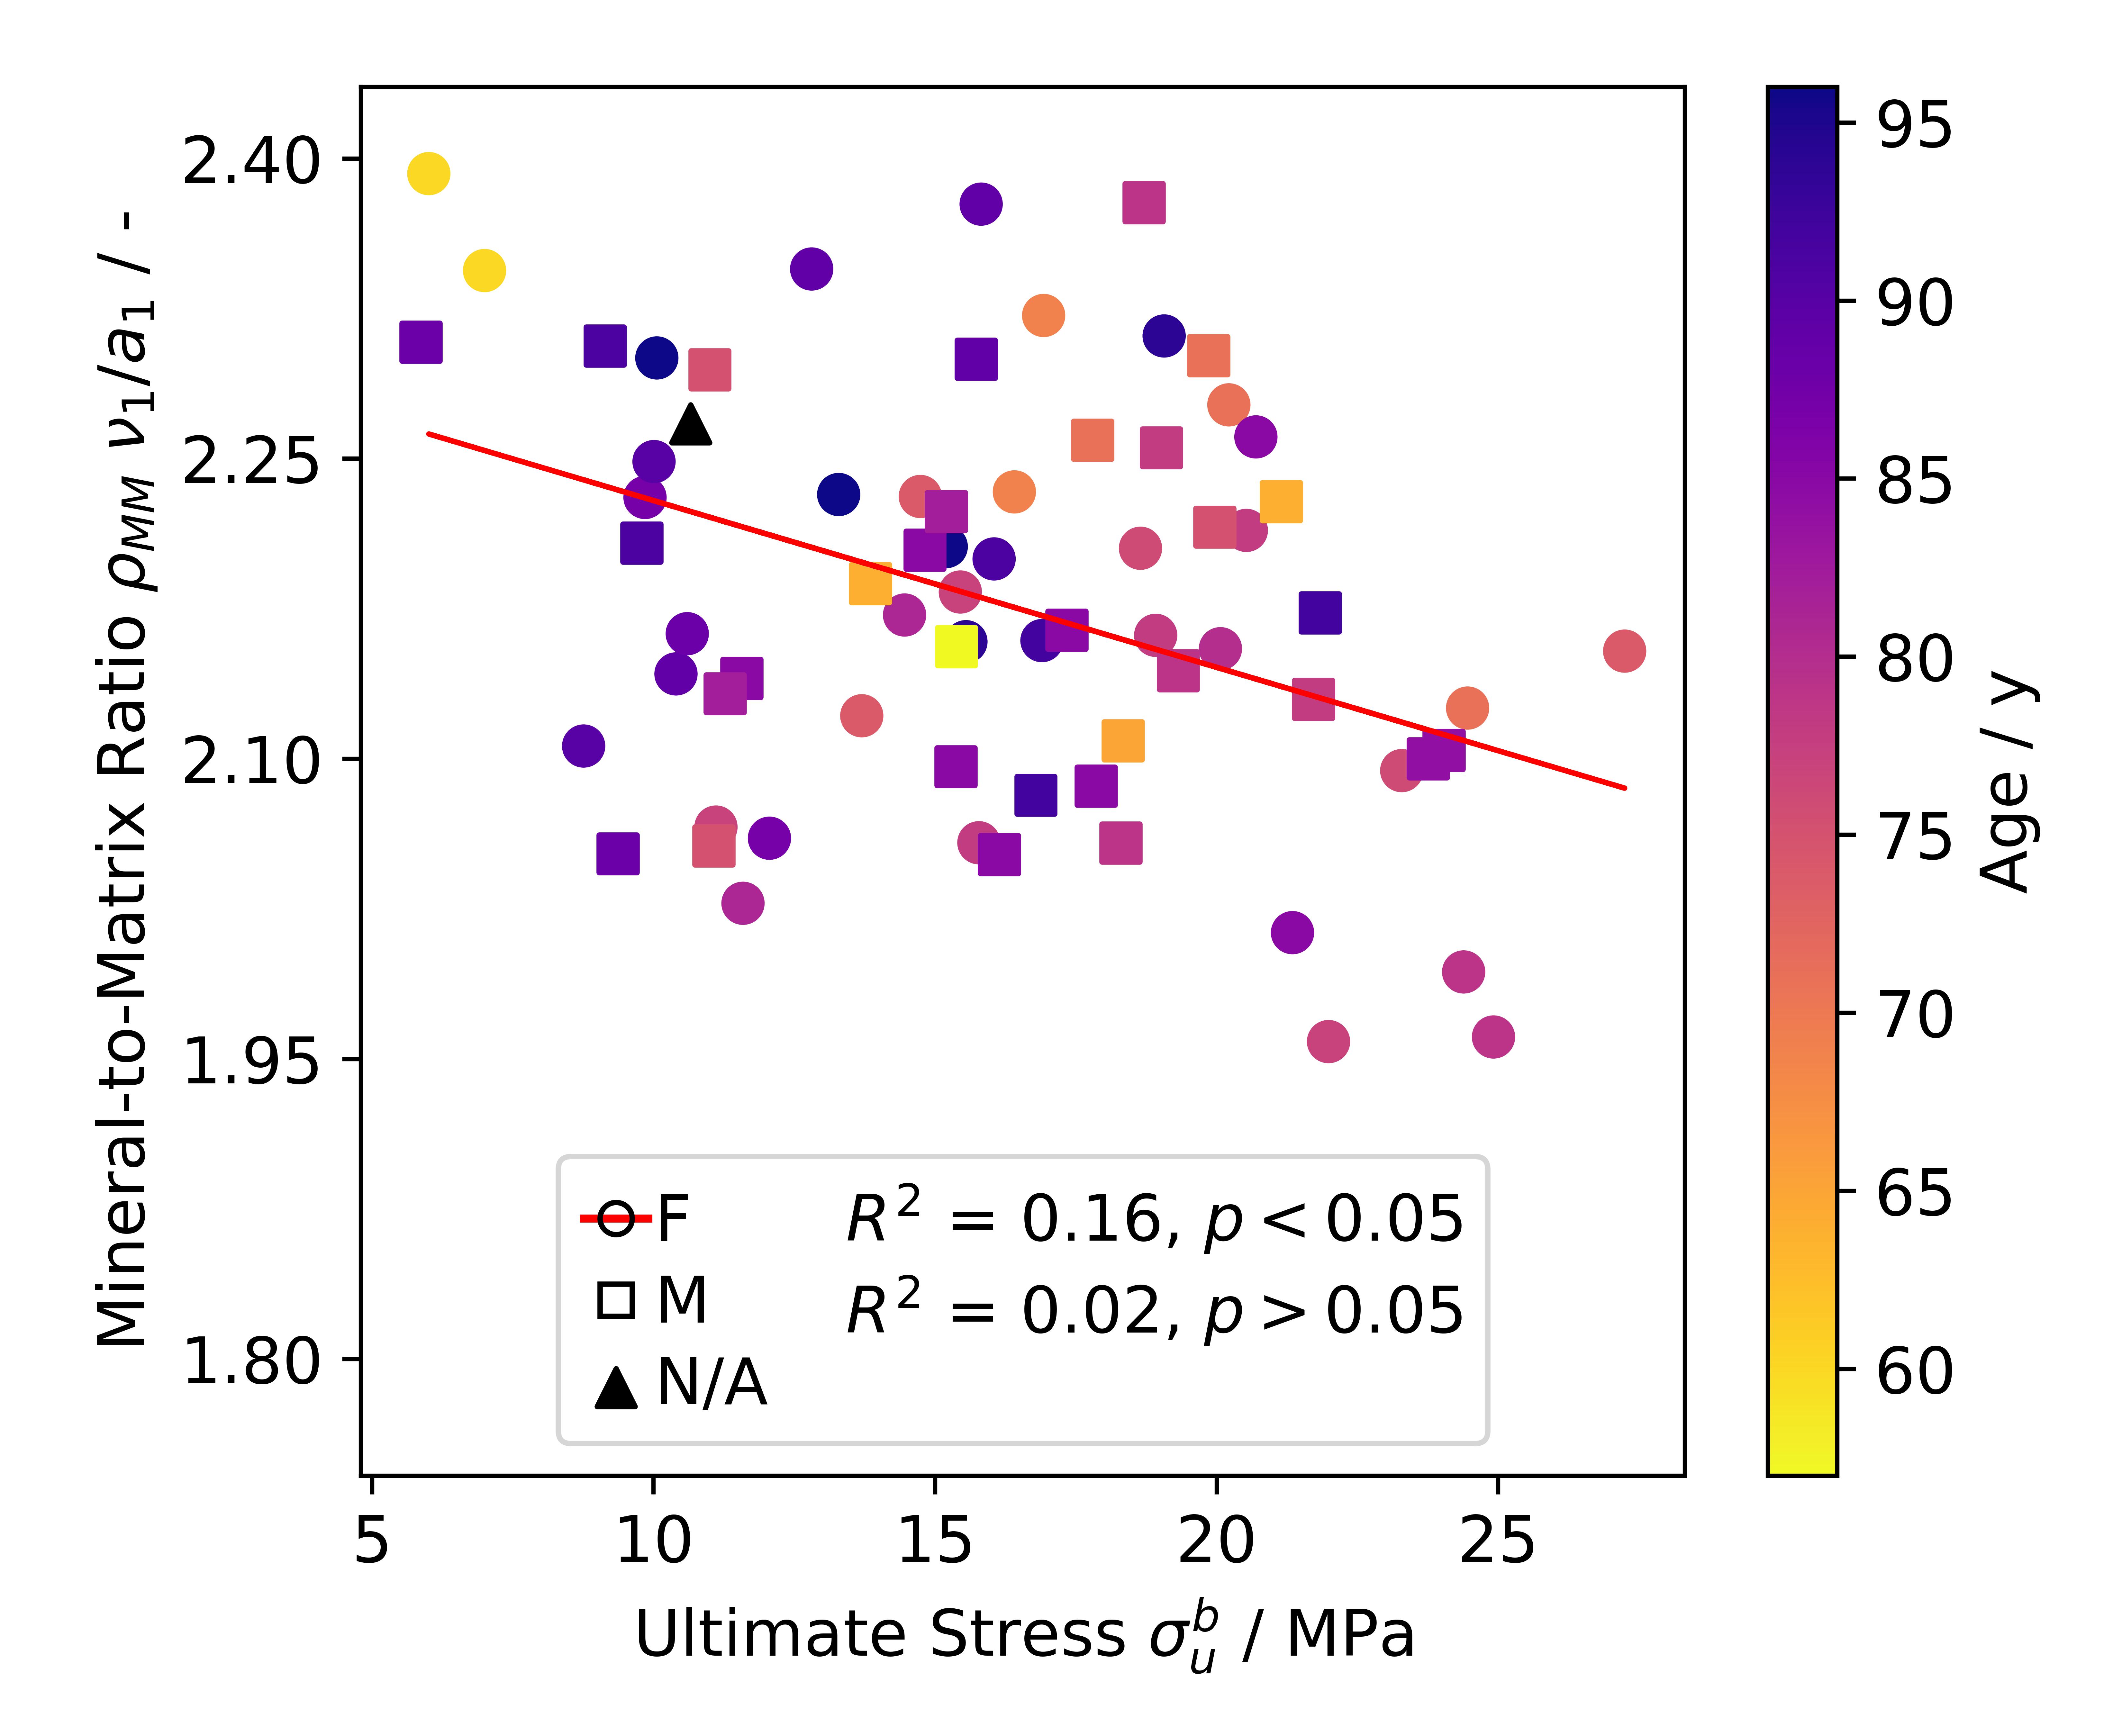 Mineral-to-Matrix Ratio ρ_MM ν₁/a₁ / -
2.40
2.25
2.10
1.95
1.80
5 10 15 20 25
Ultimate Stress σ_u^b / MPa
F R² = 0.16, p < 0.05
M R² = 0.02, p > 0.05
N/A
95
90
85
80
75
70
65
60
Age / y